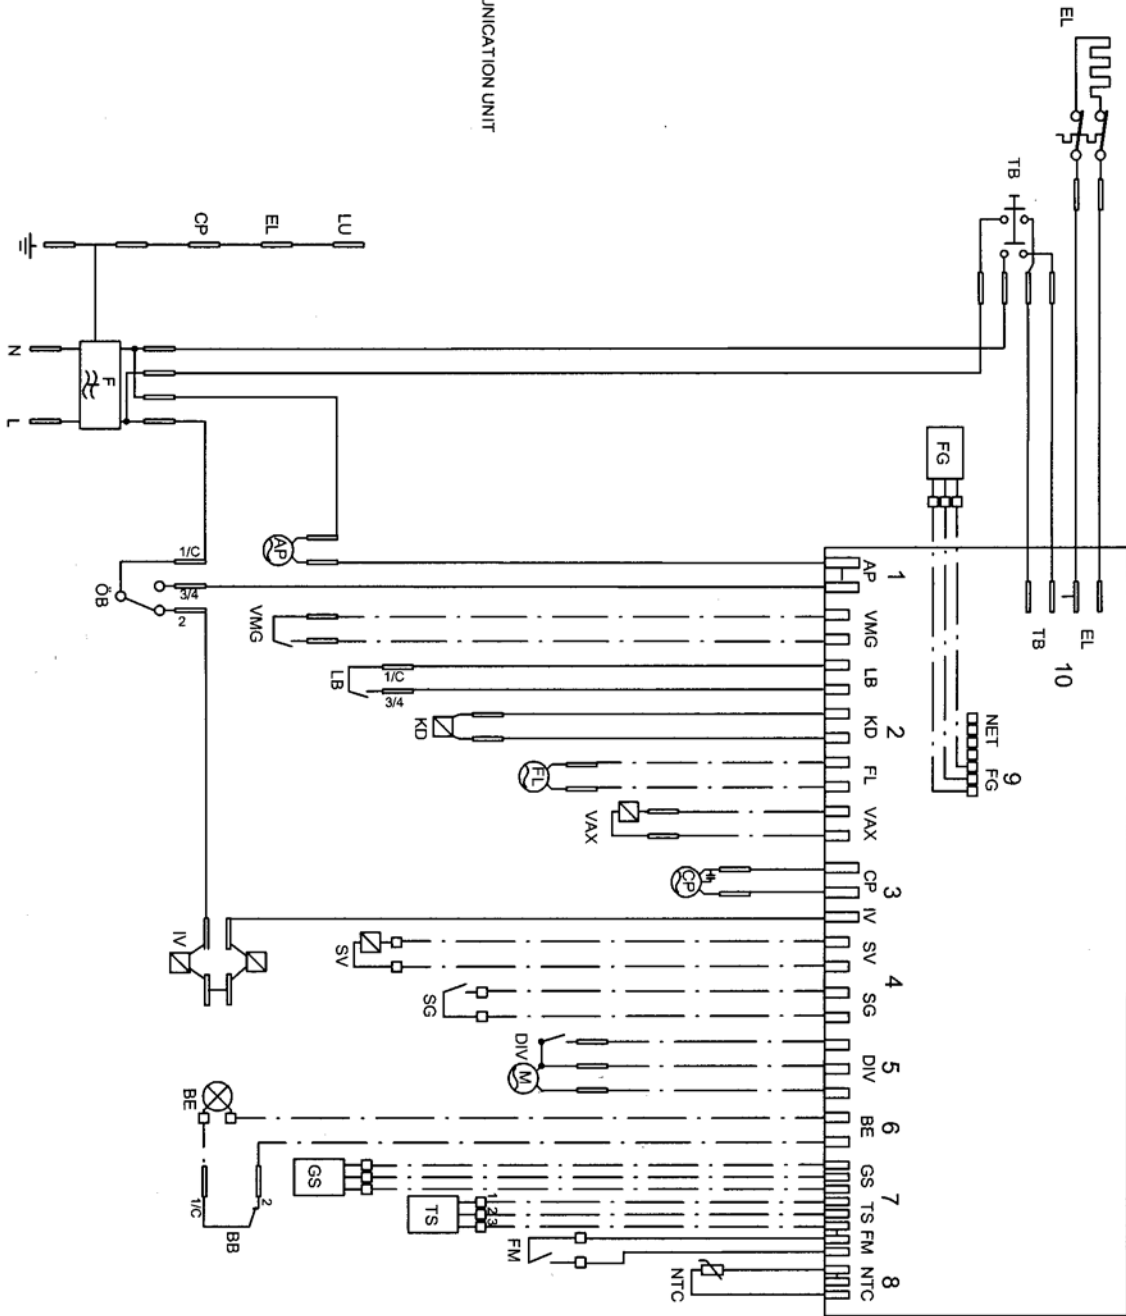 UNICATION UNIT
EL
TB
LU
EL
CP
N
L
F
FG
NET
FG
9
10
EL
TB
1
AP
VMG
LB
2
KD
FL
VAX
3
CP
IV
SV
4
SG
5
DIV
6
BE
GS
7
TS
FM
8
NTC
AP
1/C
ÖB
3/4
2
VMG
LB
1/C
3/4
KD
FL
VAX
CP
IV
SV
SG
DIV
M
BE
2
1/C
BB
GS
TS
1
2
3
FM
NTC